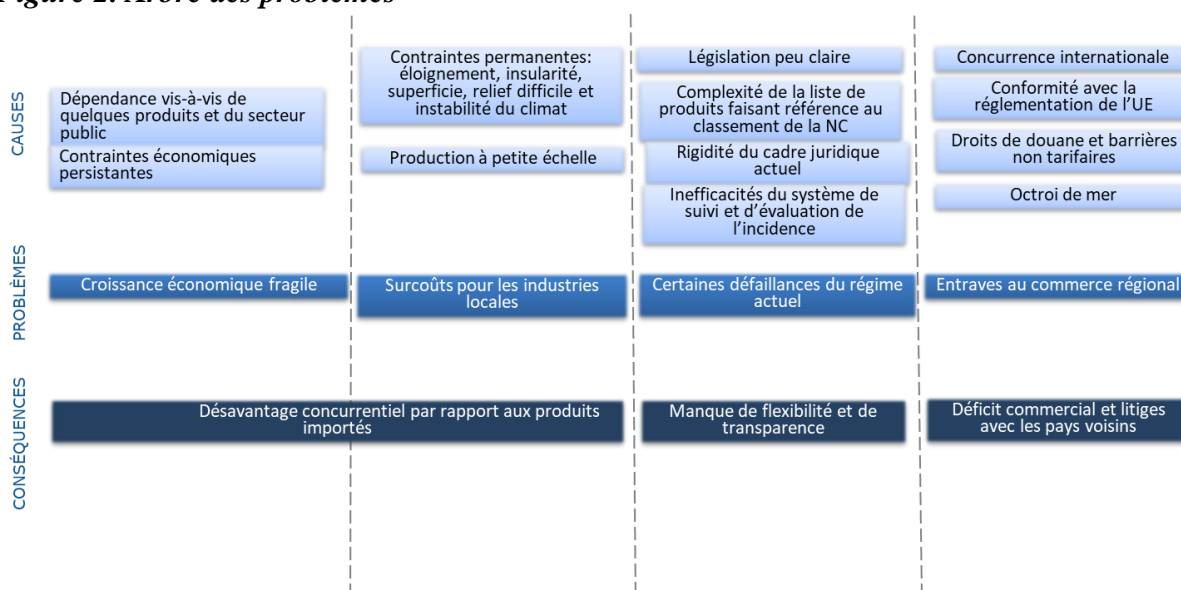 Figure 2: Arbre des problèmes
CAUSES
Dépendance vis-à-vis de
quelques produits et du secteur
public
Contraintes économiques
persistantes
Contraintes permanentes:
éloignement, insularité,
superficie, relief difficile et
instabilité du climat
Production à petite échelle
Législation peu claire
Complexité de la liste de
produits faisant référence au
classement de la NC
Rigidité du cadre juridique
actuel
Inefficacités du système de
suivi et d’évaluation de
l’incidence
Concurrence internationale
Conformité avec la
réglementation de l’UE
Droits de douane et barrières
non tarifaires
Octroi de mer
PROBLÈMES
Croissance économique fragile
Surcoûts pour les industries
locales
Certaines défaillances du régime
actuel
Entraves au commerce régional
CONSÉQUENCES
Désavantage concurrentiel par rapport aux produits
importés
Manque de flexibilité et de
transparence
Déficit commercial et litiges
avec les pays voisins